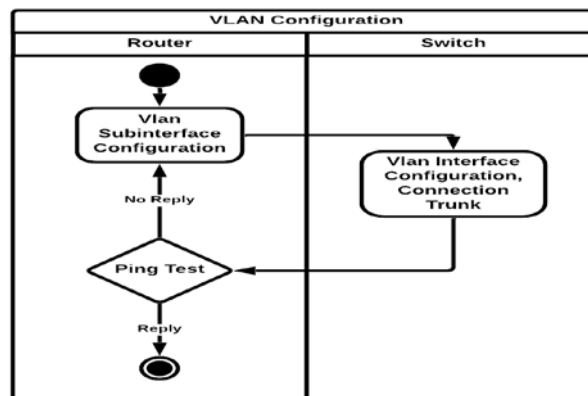 VLAN Configuration
Router
Switch
Vlan
Subinterface
Configuration
Vlan Interface
Configuration,
Connection
Trunk
No Reply
Ping Test
Reply